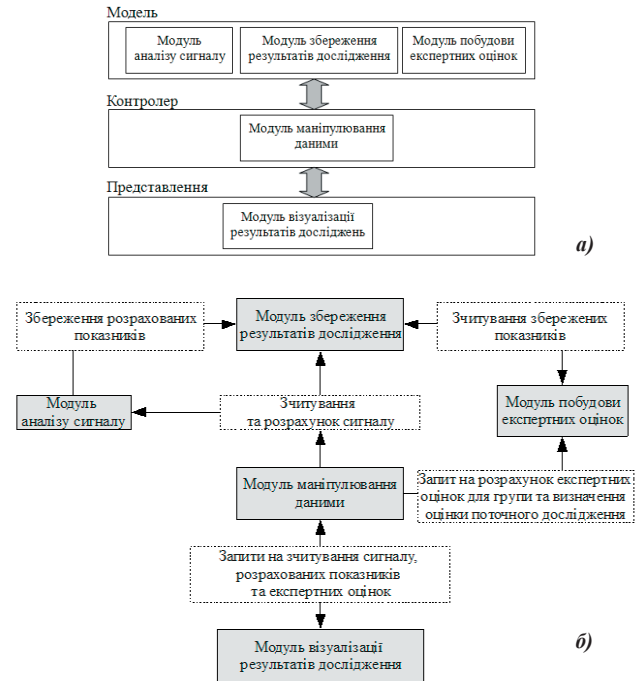 Модель
Модуль
аналізу сигналу
Модуль збереження
результатів дослідження
Модуль побудови
експертних оцінок
Контролер
Модуль маніпулювання
даними
Представлення
Модуль візуалізації
результатів досліджень
а)
Збереження розрахованих
показників
Модуль збереження
результатів дослідження
Зчитування збережених
показників
Модуль
аналізу сигналу
Зчитування
та розрахунок сигналу
Модуль побудови
експертних оцінок
Модуль маніпулювання
даними
Запит на розрахунок експертних
оцінок для групи та визначення
оцінки поточного дослідження
Запити на зчитування сигналу,
розрахованих показників
та експертних оцінок
Модуль візуалізації
результатів дослідження
б)